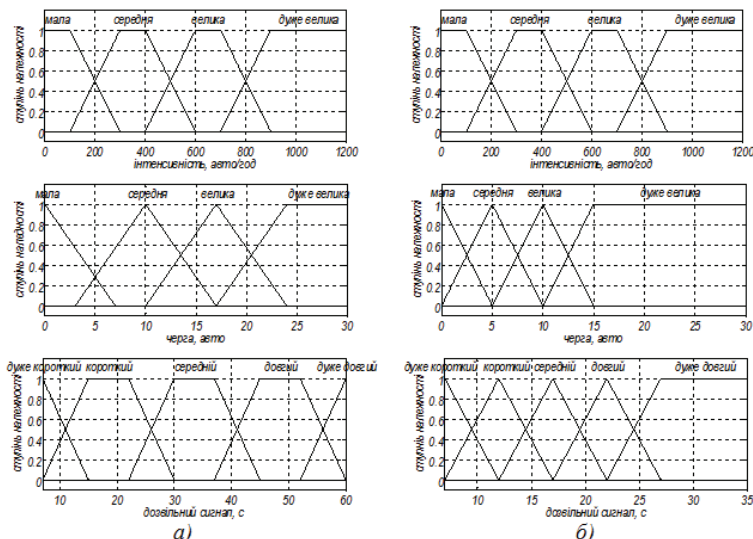 мала середня велика дуже велика
ступінь належності
1
0.8
0.6
0.4
0.2
0
200 400 600 800 1000 1200
інтенсивність, авто/год
мала середня велика дуже велика
ступінь належності
1
0.8
0.6
0.4
0.2
0
200 400 600 800 1000 1200
інтенсивність, авто/год
мала середня велика дуже велика
1
0.8
0.6
0.4
0.2
0
0 5 10 15 20 25 30
черга, авто
мала середня велика дуже велика
ступінь належності
1
0.8
0.6
0.4
0.2
0
0 5 10 15 20 25 30
черга, авто
дуже короткий короткий середній довгий дуже довгий
ступінь належності
1
0.8
0.6
0.4
0.2
0
10 20 30 40 50 60
дозвільний сигнал, с
а)
дуже короткий короткий середній довгий дуже довгий
ступінь належності
1
0.8
0.6
0.4
0.2
0
10 15 20 25 30 35
дозвільний сигнал, с
б)